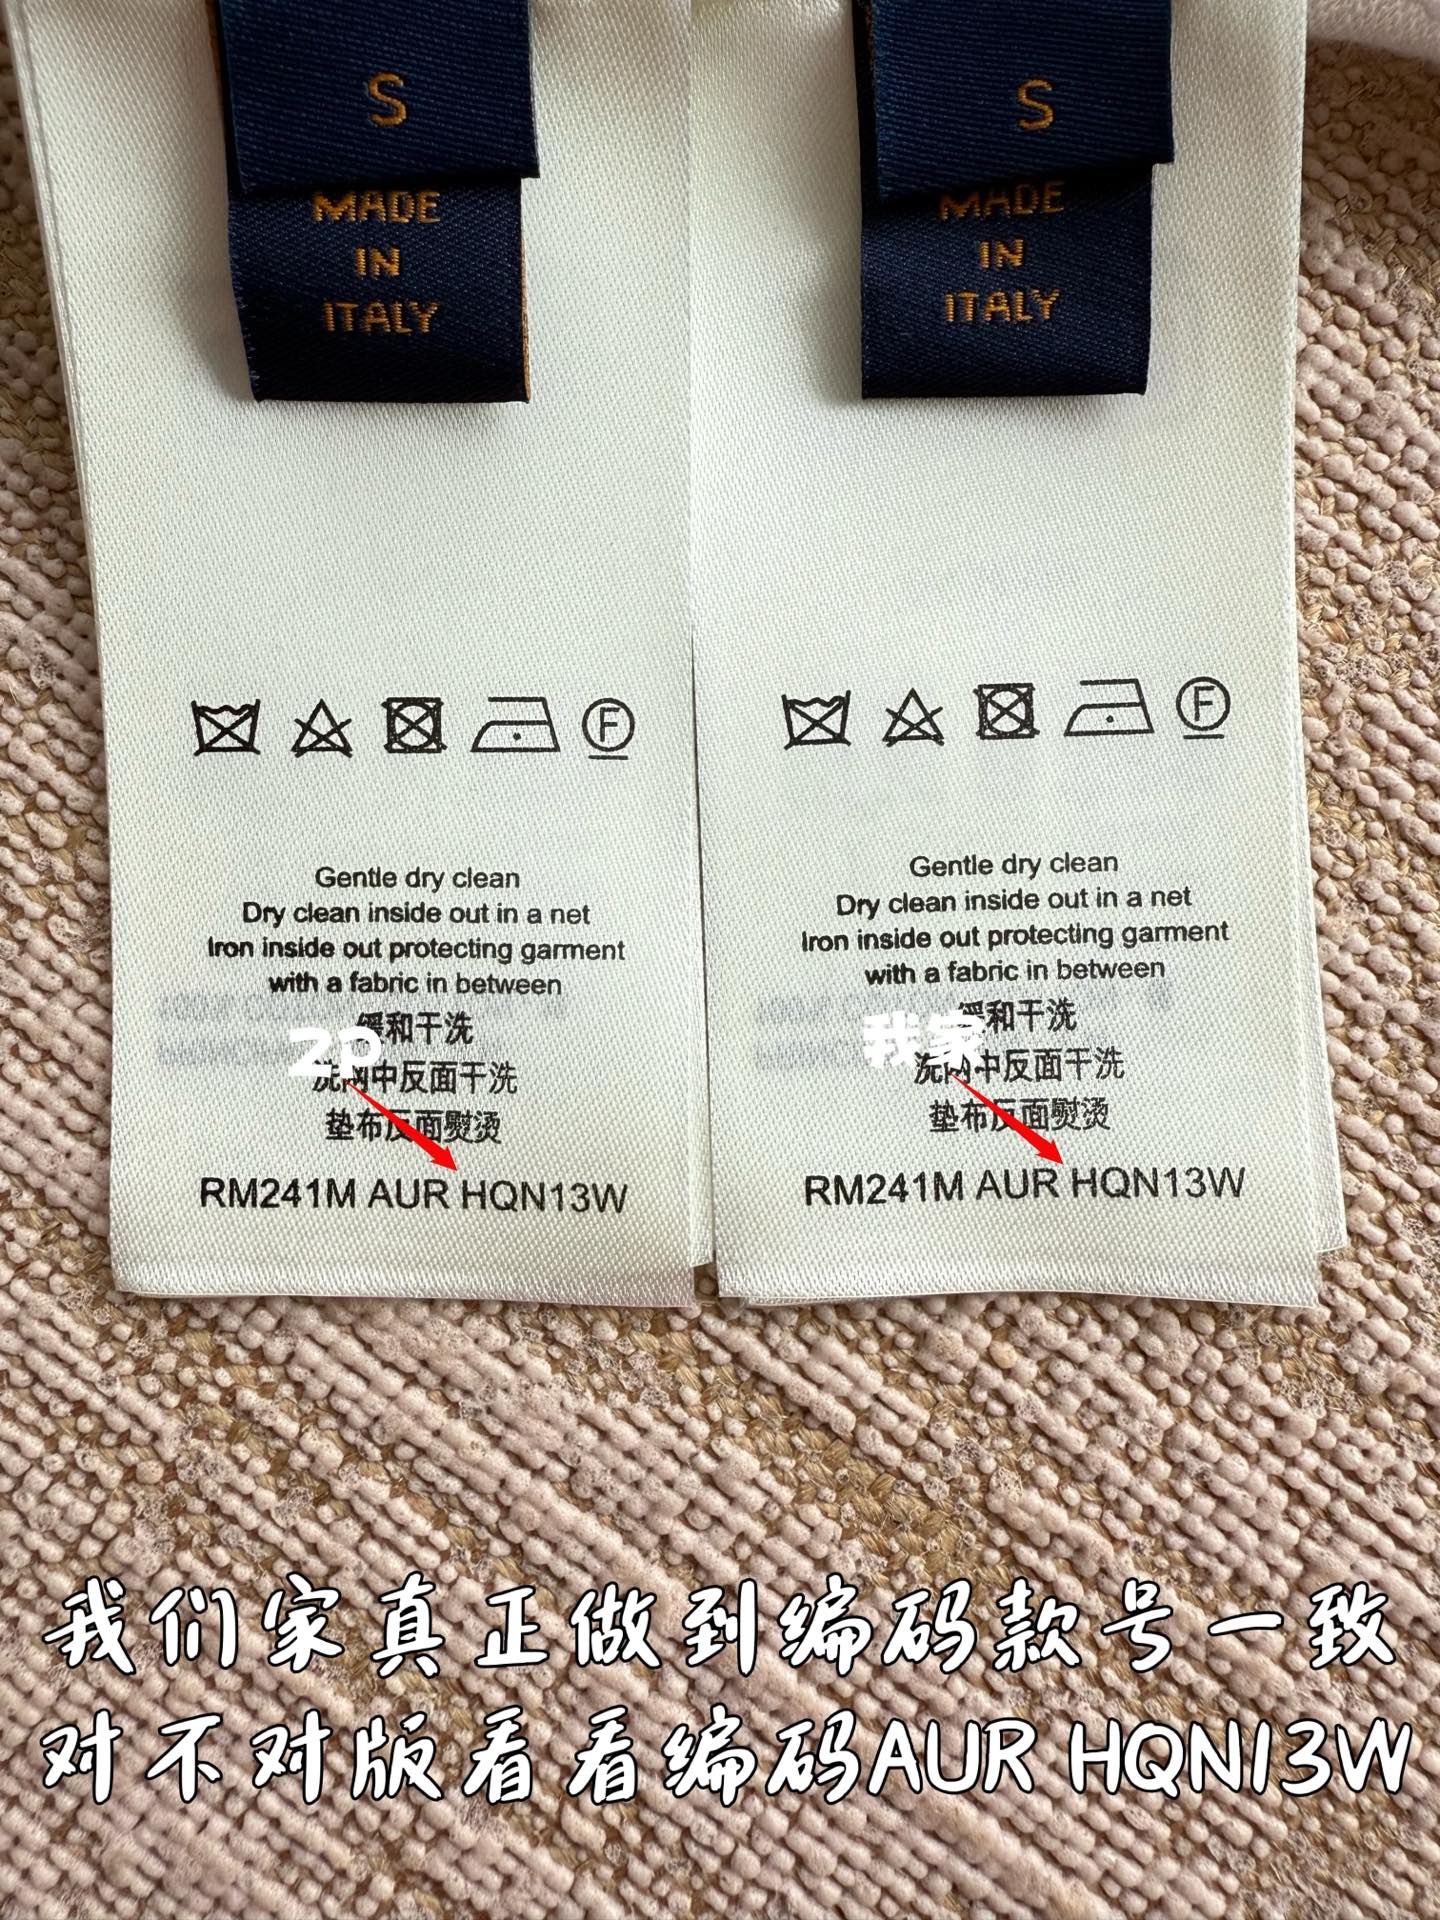 S
MADE
IN
ITALY
S
MADE
IN
ITALY
F
Gentle dry clean
Dry clean inside out in a net
Iron inside out protecting garment
with a fabric in between
缓和干洗
洗网中反面干洗
垫布反面熨烫
RM241M AUR HQN13W
2P
F
Gentle dry clean
Dry clean inside out in a net
Iron inside out protecting garment
with a fabric in between
缓和干洗
洗网中反面干洗
垫布反面熨烫
RM241M AUR HQN13W
我家
我们家真正做到编码款号一致
对不对版看看编码AUR HQN13W